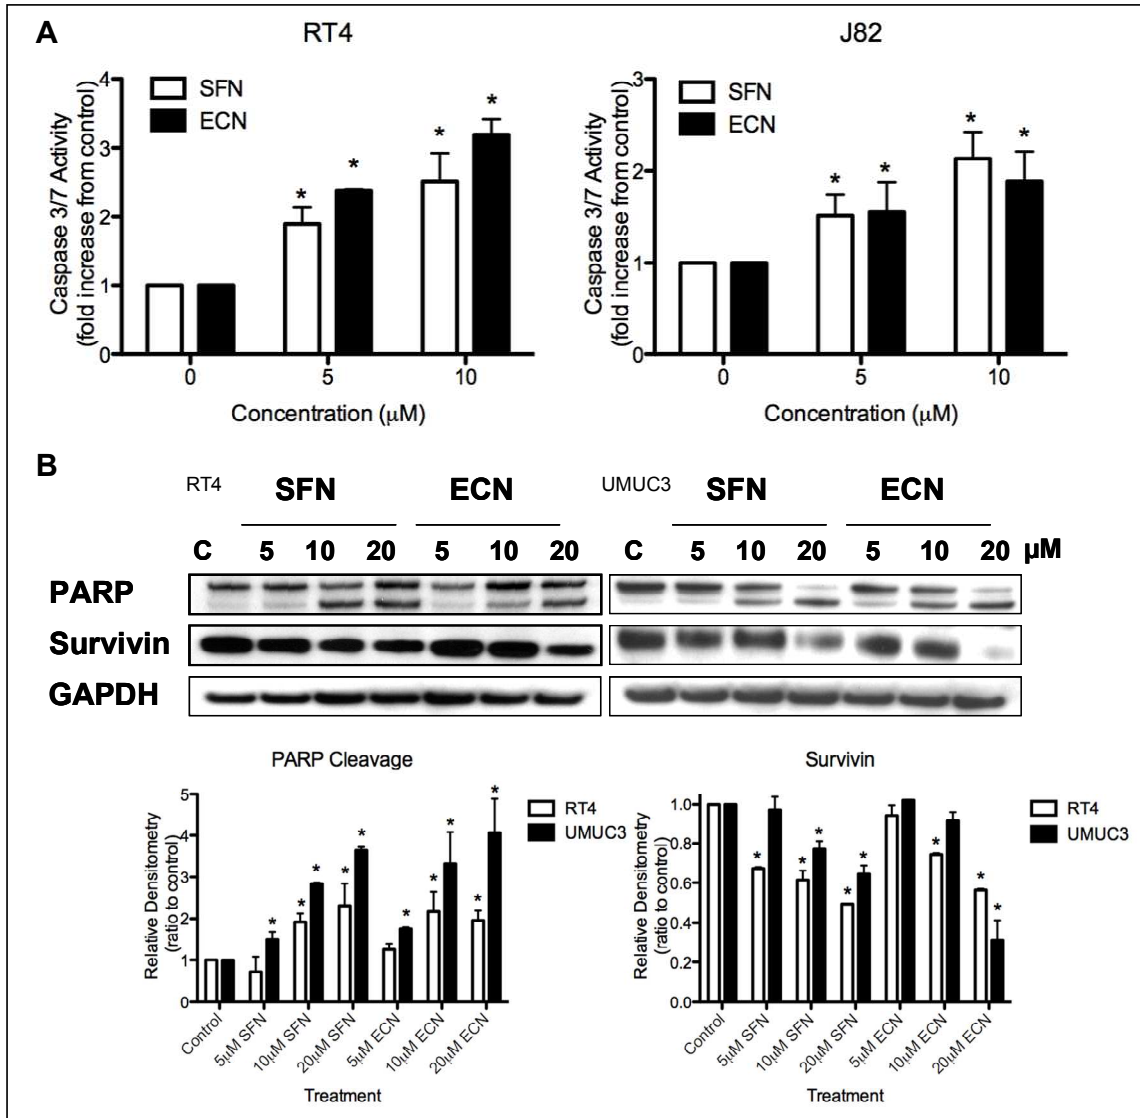 A
RT4
J82
Caspase 3/7 Activity
(fold increase from control)
4
3
2
1
0
SFN
ECN
*
*
*
*
0
5
10
Concentration (μM)
Caspase 3/7 Activity
(fold increase from control)
3
2
1
0
SFN
ECN
*
*
*
*
0
5
10
Concentration (μM)
B
RT4 SFN ECN UMUC3 SFN ECN
C 5 10 20 5 10 20 C 5 10 20 5 10 20 μM
PARP
Survivin
GAPDH
PARP Cleavage
Relative Densitometry
(ratio to control)
5
4
3
2
1
0
RT4
UMUC3
*
*
*
*
*
*
*
*
*
*
Control
5μM SFN
10μM SFN
20μM SFN
5μM ECN
10μM ECN
20μM ECN
Treatment
Survivin
Relative Densitometry
(ratio to control)
1.0
0.8
0.6
0.4
0.2
0.0
RT4
UMUC3
*
*
*
*
*
*
*
*
Control
5μM SFN
10μM SFN
20μM SFN
5μM ECN
10μM ECN
20μM ECN
Treatment